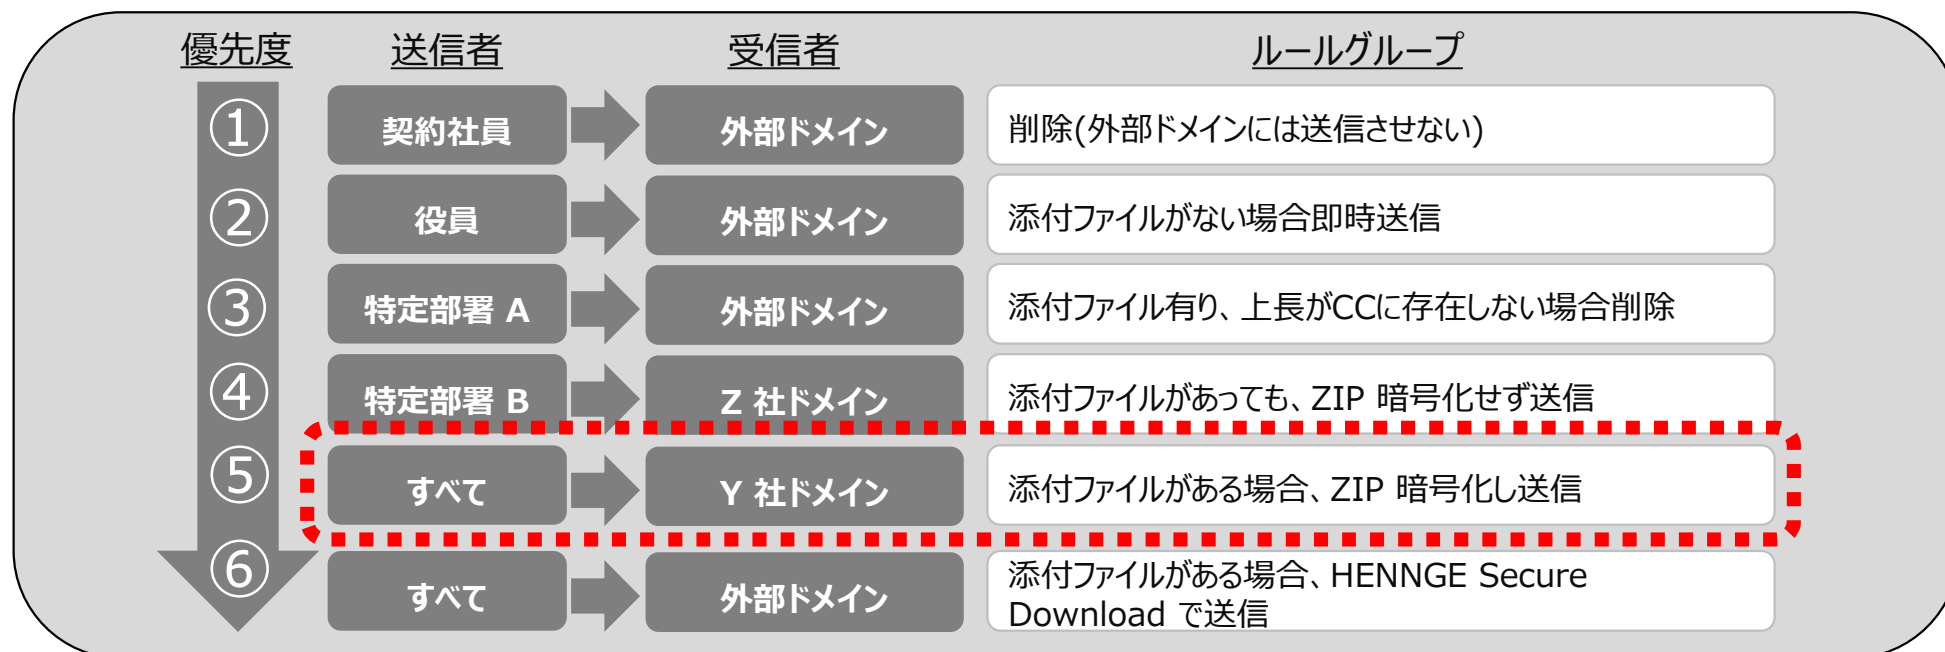 優先度 送信者 受信者 ルールグループ
① 契約社員 外部ドメイン 削除(外部ドメインには送信させない)
② 役員 外部ドメイン 添付ファイルがない場合即時送信
③ 特定部署 A 外部ドメイン 添付ファイル有り、上長がCCに存在しない場合削除
④ 特定部署 B Z 社ドメイン 添付ファイルがあっても、ZIP 暗号化せず送信
⑤ すべて Y 社ドメイン 添付ファイルがある場合、ZIP 暗号化し送信
⑥ すべて 外部ドメイン 添付ファイルがある場合、HENNGE Secure
Download で送信